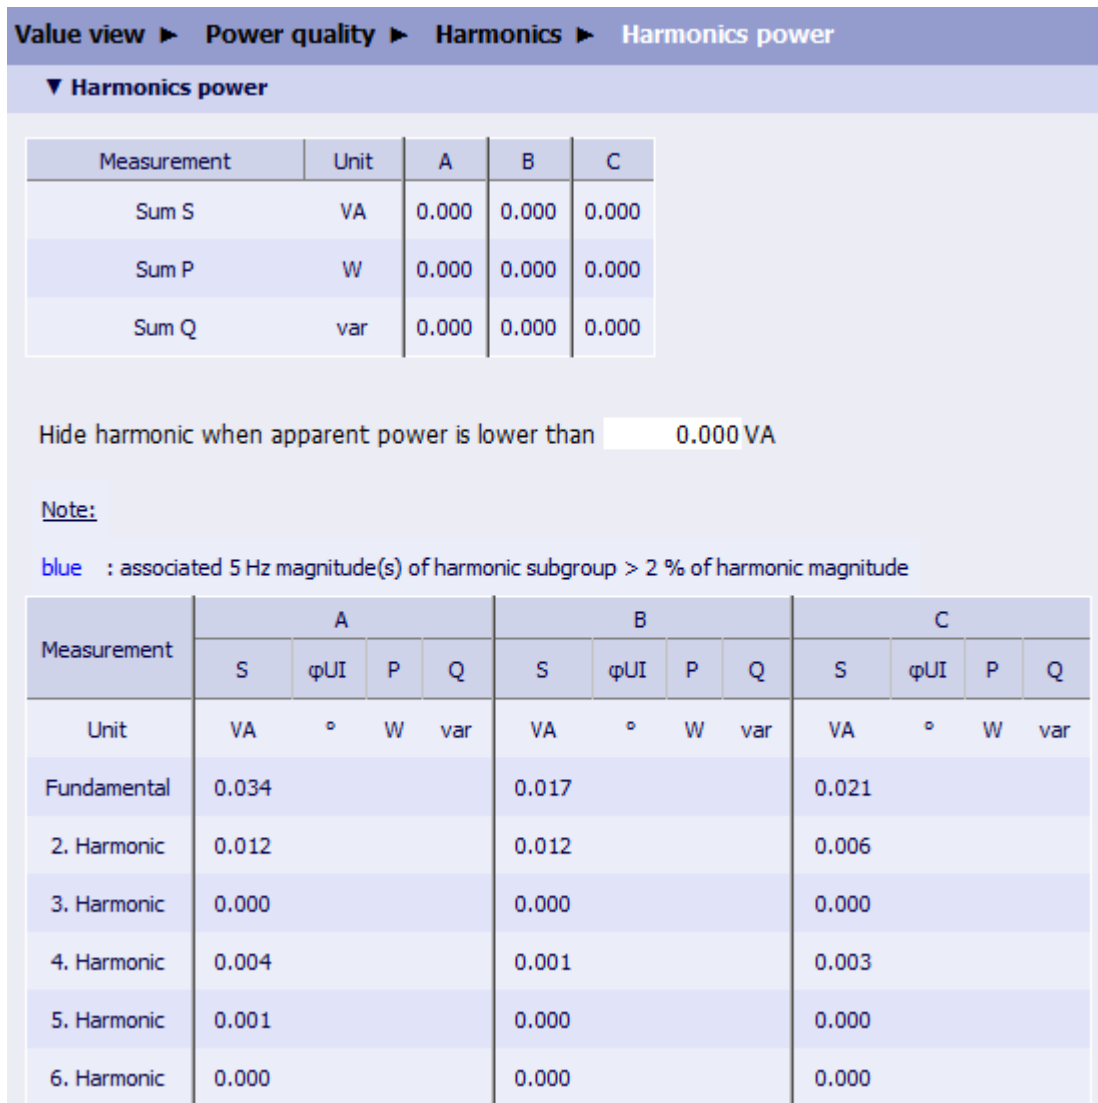 Value view ► Power quality ► Harmonics ► Harmonics power
▼ Harmonics power
Measurement Unit A B C
Sum S VA 0.000 0.000 0.000
Sum P W 0.000 0.000 0.000
Sum Q var 0.000 0.000 0.000
Hide harmonic when apparent power is lower than 0.000 VA
Note:
blue : associated 5 Hz magnitude(s) of harmonic subgroup > 2 % of harmonic magnitude
Measurement A B C
S φUI P Q S φUI P Q S φUI P Q
Unit VA ° W var VA ° W var VA ° W var
Fundamental 0.034 0.017 0.021
2. Harmonic 0.012 0.012 0.006
3. Harmonic 0.000 0.000 0.000
4. Harmonic 0.004 0.001 0.003
5. Harmonic 0.001 0.000 0.000
6. Harmonic 0.000 0.000 0.000